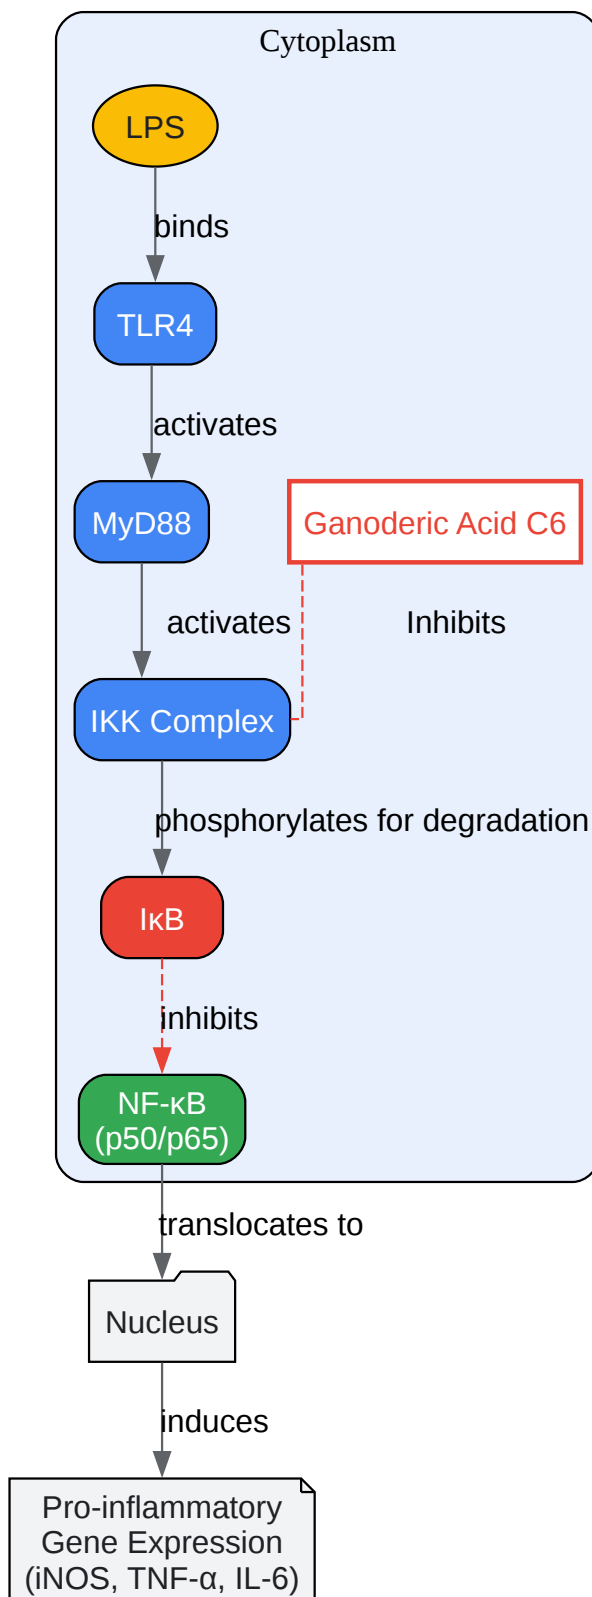 Cytoplasm
LPS
binds
TLR4
activates
MyD88
Ganoderic Acid C6
activates
Inhibits
IKK Complex
phosphorylates for degradation
IκB
inhibits
NF-κB
(p50/p65)
translocates to
Nucleus
induces
Pro-inflammatory
Gene Expression
(iNOS, TNF-α, IL-6)